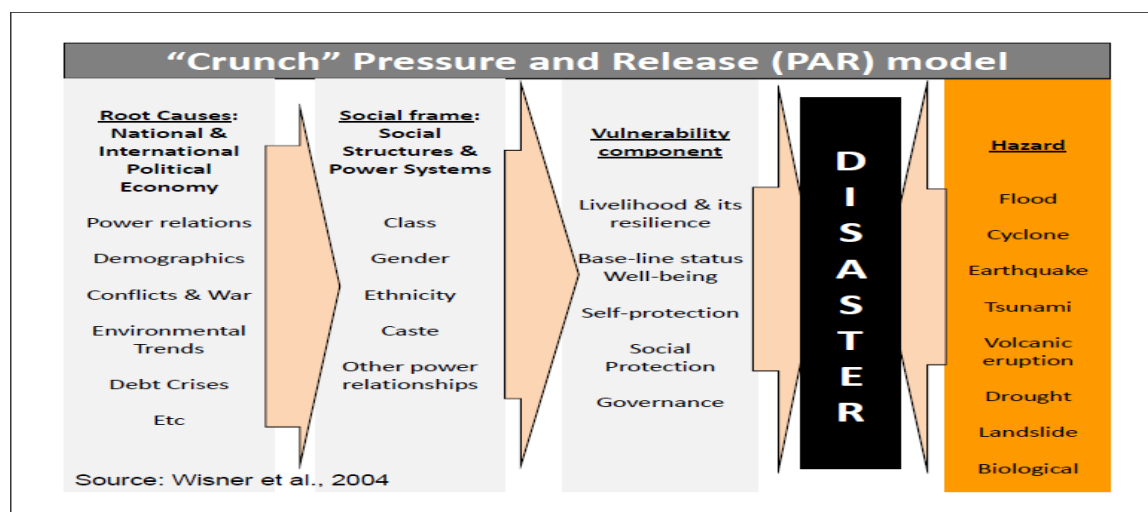 “Crunch” Pressure and Release (PAR) model
Root Causes:
National &
International
Political
Economy
Power relations
Demographics
Conflicts & War
Environmental
Trends
Debt Crises
Etc
Social frame:
Social
Structures &
Power Systems
Class
Gender
Ethnicity
Caste
Other power
relationships
Vulnerability
component
Livelihood & its
resilience
Base-line status
Well-being
Self-protection
Social
Protection
Governance
DISASTER
Hazard
Flood
Cyclone
Earthquake
Tsunami
Volcanic
eruption
Drought
Landslide
Biological
Source: Wisner et al., 2004